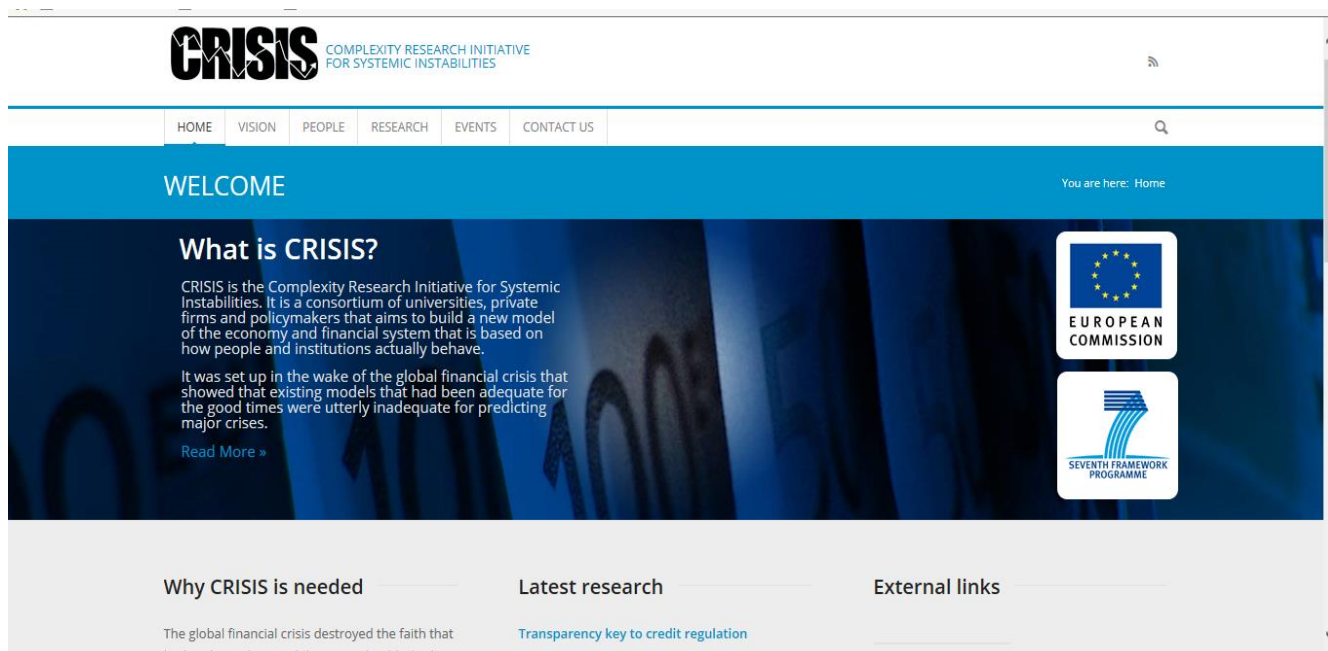 CRISIS
COMPLEXITY RESEARCH INITIATIVE
FOR SYSTEMIC INSTABILITIES
HOME VISION PEOPLE RESEARCH EVENTS CONTACT US
WELCOME
You are here: Home
What is CRISIS?
CRISIS is the Complexity Research Initiative for Systemic
Instabilities. It is a consortium of universities, private
firms and policymakers that aims to build a new model
of the economy and financial system that is based on
how people and institutions actually behave.
It was set up in the wake of the global financial crisis that
showed that existing models that had been adequate for
the good times were utterly inadequate for predicting
major crises.
Read More »
EUROPEAN
COMMISSION
7
SEVENTH FRAMEWORK
PROGRAMME
Why CRISIS is needed
The global financial crisis destroyed the faith that
Latest research
Transparency key to credit regulation
External links